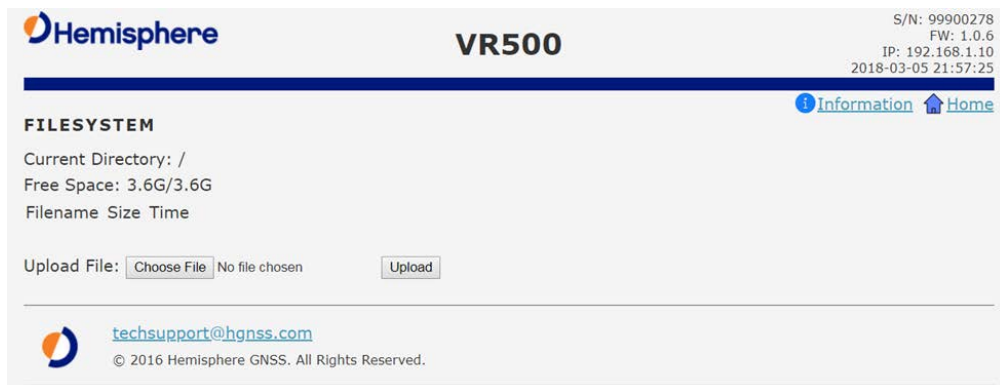 Hemisphere
VR500
S/N: 99900278
FW: 1.0.6
IP: 192.168.1.10
2018-03-05 21:57:25
Information Home
FILESYSTEM
Current Directory: /
Free Space: 3.6G/3.6G
Filename Size Time
Upload File: Choose File No file chosen Upload
techsupport@hgnss.com
© 2016 Hemisphere GNSS. All Rights Reserved.